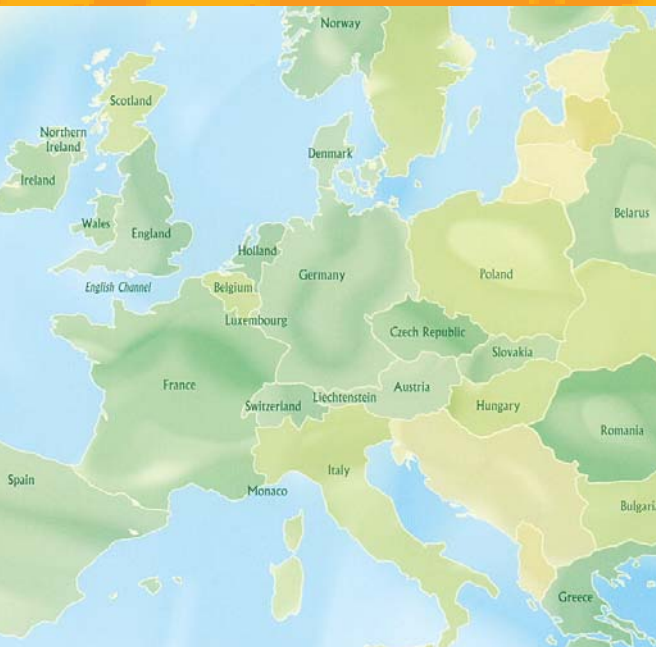 Norway
Scotland
Northern
Ireland
Denmark
Ireland
Belarus
Wales
England
Holland
Germany
Poland
English Channel
Belgium
Luxembourg
Czech Republic
Slovakia
France
Austria
Liechtenstein
Switzerland
Hungary
Romania
Italy
Spain
Monaco
Bulgari
Greece